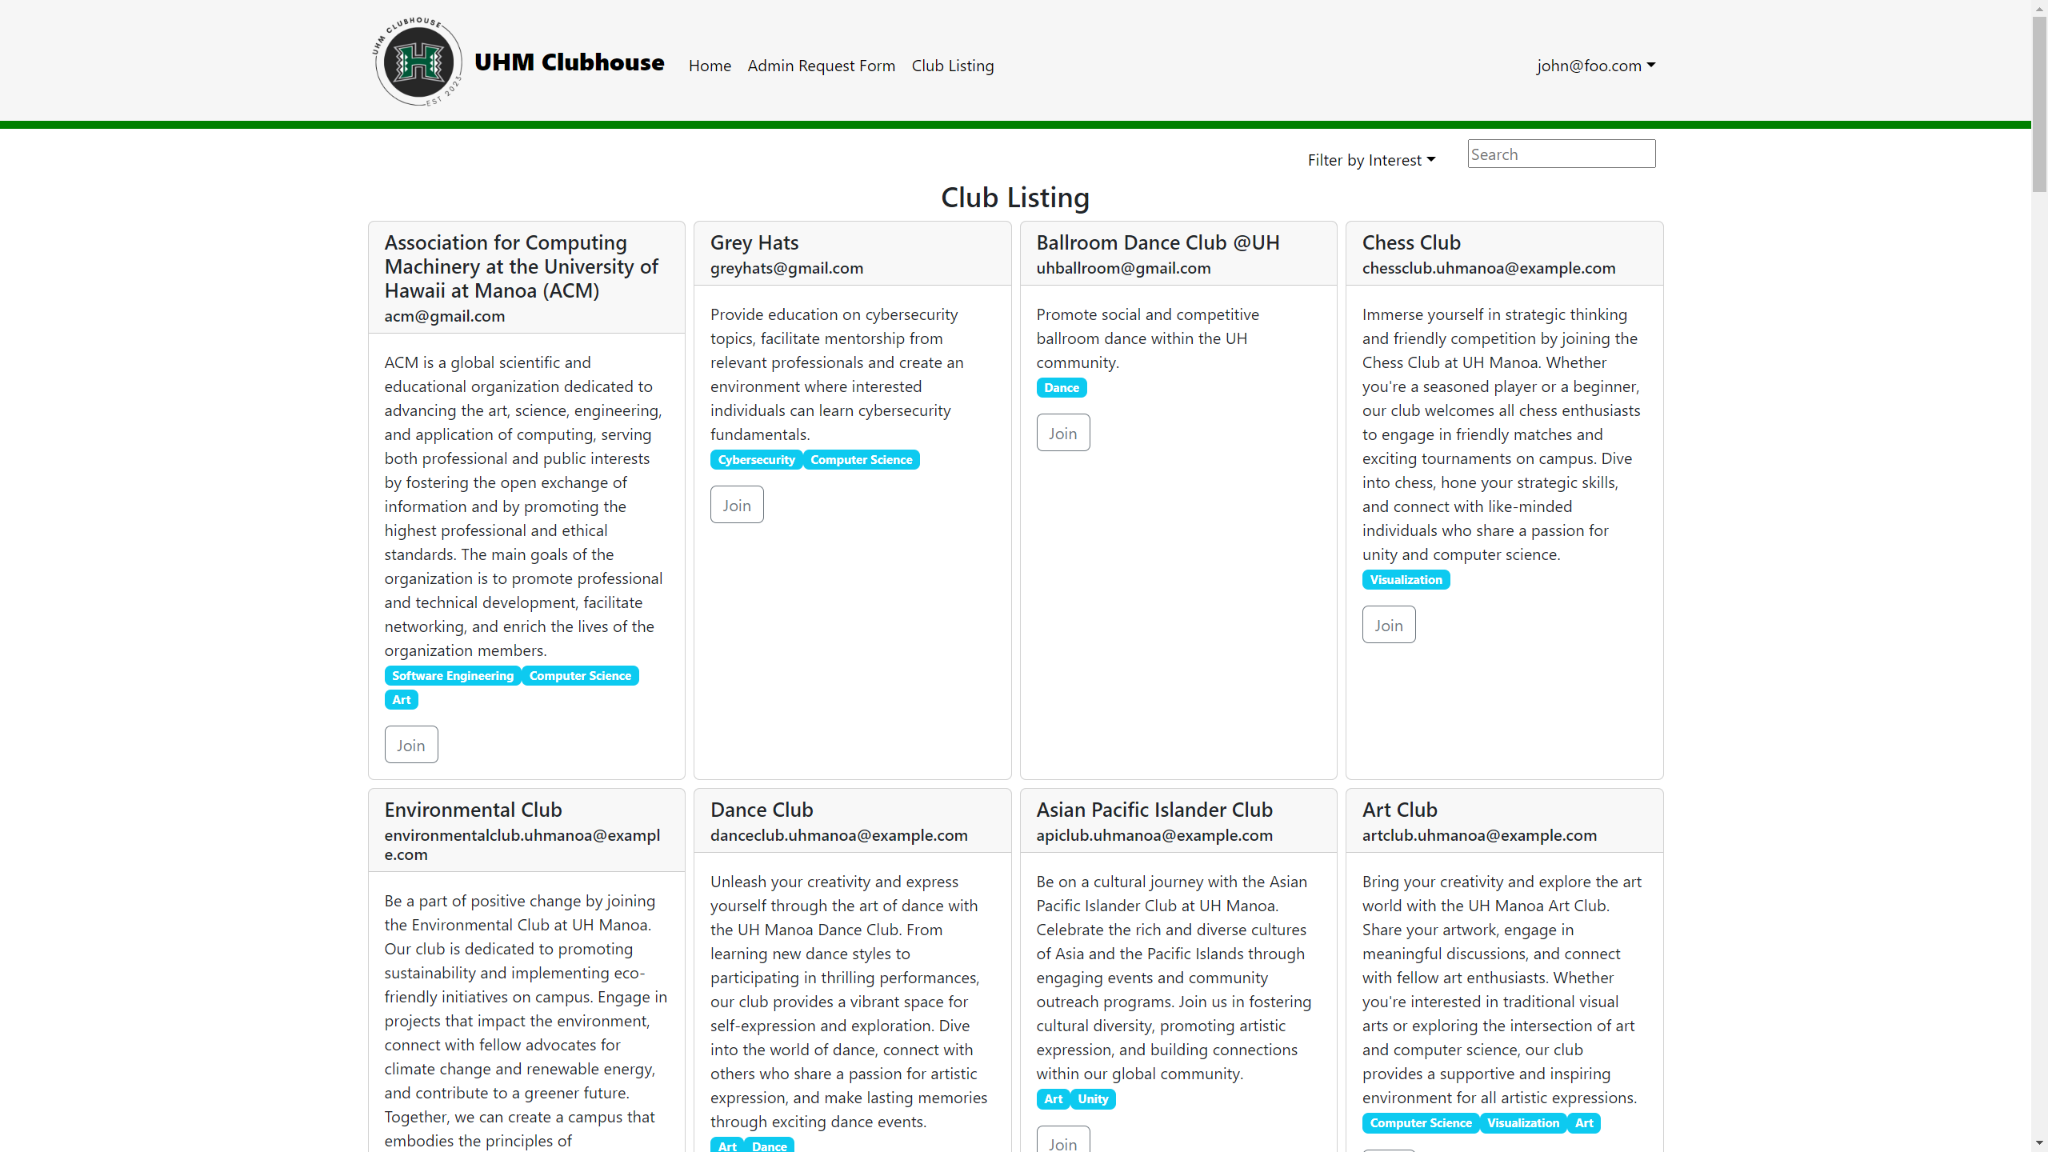 UHM CLUBHOUSE
EST 2023
UHM Clubhouse
Home
Admin Request Form
Club Listing
john@foo.com
Filter by Interest
Search
Club Listing
Association for Computing
Machinery at the University of
Hawaii at Manoa (ACM)
acm@gmail.com
ACM is a global scientific and
educational organization dedicated to
advancing the art, science, engineering,
and application of computing, serving
both professional and public interests
by fostering the open exchange of
information and by promoting the
highest professional and ethical
standards. The main goals of the
organization is to promote professional
and technical development, facilitate
networking, and enrich the lives of the
organization members.
Software Engineering Computer Science
Art
Join
Grey Hats
greyhats@gmail.com
Provide education on cybersecurity
topics, facilitate mentorship from
relevant professionals and create an
environment where interested
individuals can learn cybersecurity
fundamentals.
Cybersecurity Computer Science
Join
Ballroom Dance Club @UH
uhballroom@gmail.com
Promote social and competitive
ballroom dance within the UH
community.
Dance
Join
Chess Club
chessclub.uhmanoa@example.com
Immerse yourself in strategic thinking
and friendly competition by joining the
Chess Club at UH Manoa. Whether
you're a seasoned player or a beginner,
our club welcomes all chess enthusiasts
to engage in friendly matches and
exciting tournaments on campus. Dive
into chess, hone your strategic skills,
and connect with like-minded
individuals who share a passion for
unity and computer science.
Visualization
Join
Environmental Club
environmentalclub.uhmanoa@exampl
e.com
Be a part of positive change by joining
the Environmental Club at UH Manoa.
Our club is dedicated to promoting
sustainability and implementing eco-
friendly initiatives on campus. Engage in
projects that impact the environment,
connect with fellow advocates for
climate change and renewable energy,
and contribute to a greener future.
Together, we can create a campus that
embodies the principles of
Dance Club
danceclub.uhmanoa@example.com
Unleash your creativity and express
yourself through the art of dance with
the UH Manoa Dance Club. From
learning new dance styles to
participating in thrilling performances,
our club provides a vibrant space for
self-expression and exploration. Dive
into the world of dance, connect with
others who share a passion for artistic
expression, and make lasting memories
through exciting dance events.
Art Dance
Asian Pacific Islander Club
apiclub.uhmanoa@example.com
Be on a cultural journey with the Asian
Pacific Islander Club at UH Manoa.
Celebrate the rich and diverse cultures
of Asia and the Pacific Islands through
engaging events and community
outreach programs. Join us in fostering
cultural diversity, promoting artistic
expression, and building connections
within our global community.
Art Unity
Join
Art Club
artclub.uhmanoa@example.com
Bring your creativity and explore the art
world with the UH Manoa Art Club.
Share your artwork, engage in
meaningful discussions, and connect
with fellow art enthusiasts. Whether
you're interested in traditional visual
arts or exploring the intersection of art
and computer science, our club
provides a supportive and inspiring
environment for all artistic expressions.
Computer Science Visualization Art